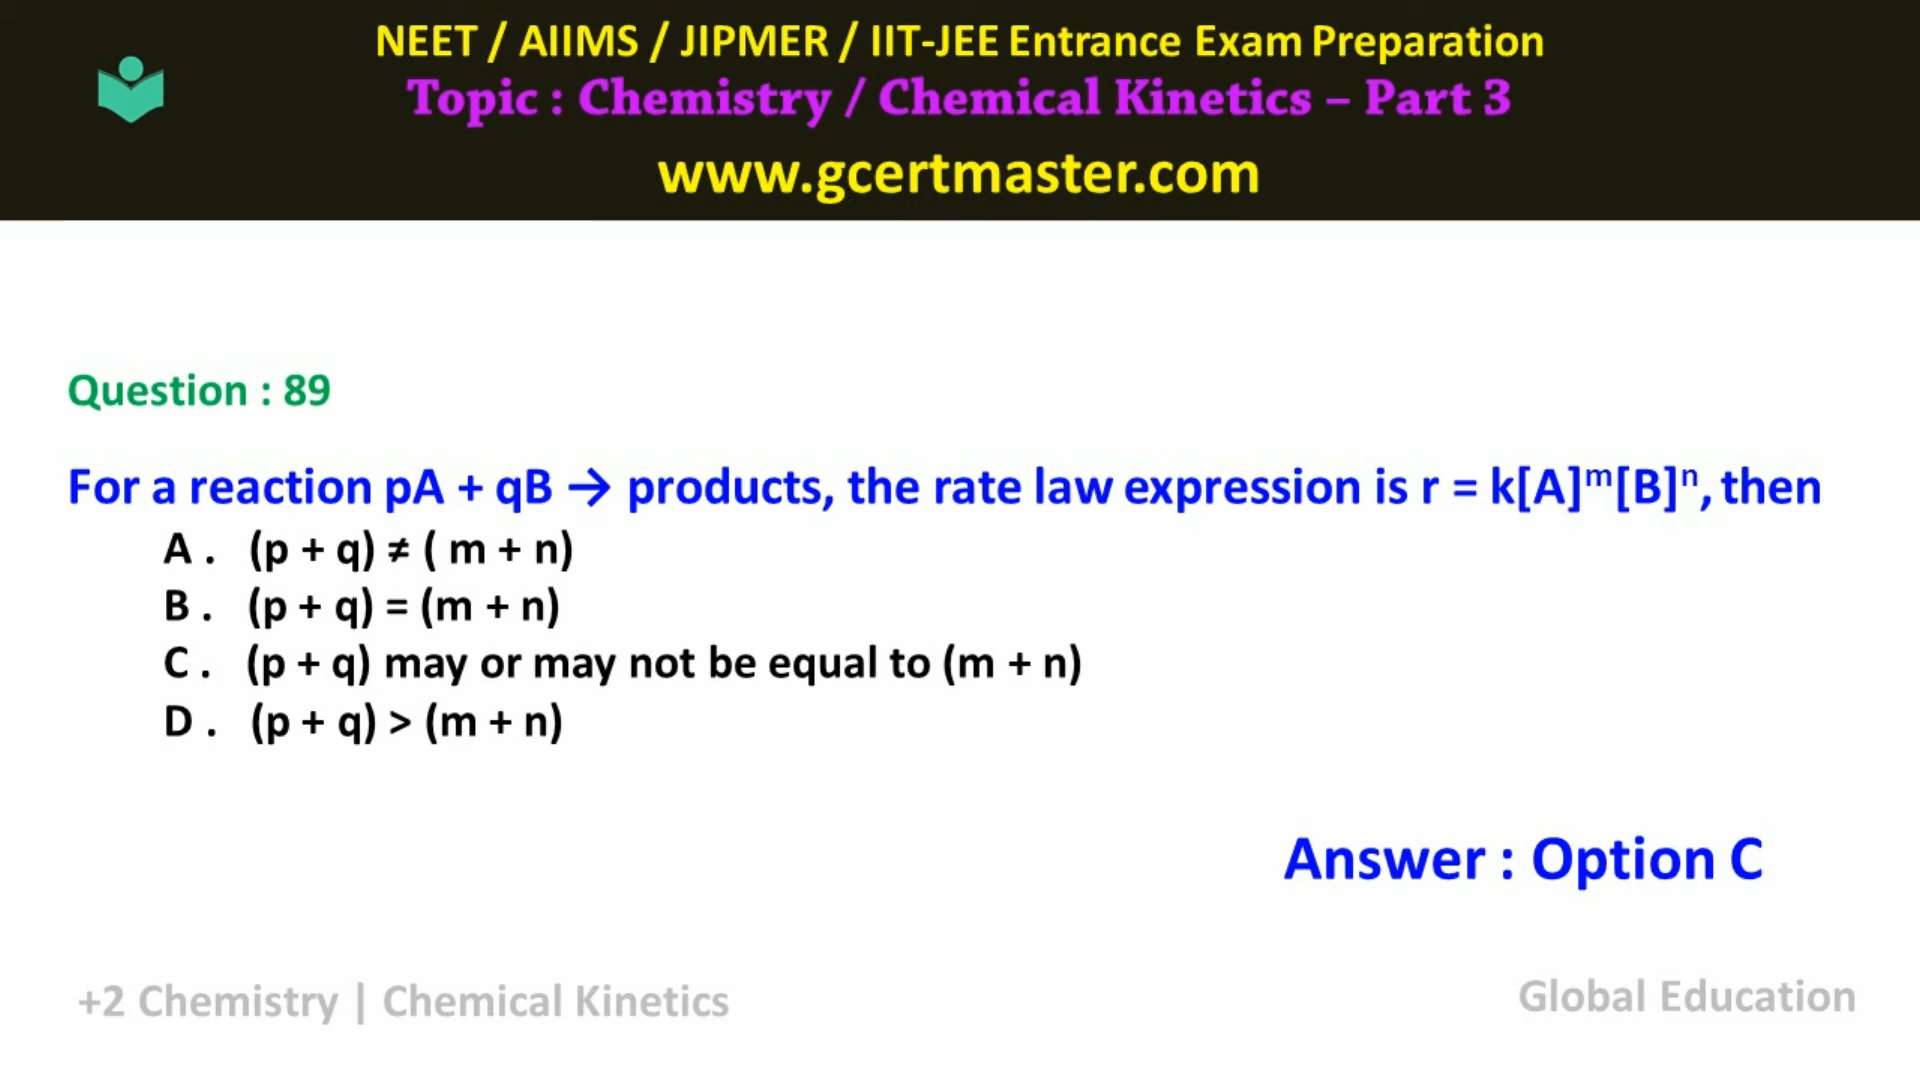 NEET / AIIMS / JIPMER / IIT-JEE Entrance Exam Preparation
Topic : Chemistry / Chemical Kinetics – Part 3
www.gcertmaster.com
Question : 89
For a reaction pA + qB → products, the rate law expression is r = k[A]ᵐ[B]ⁿ, then
A . (p + q) ≠ ( m + n)
B . (p + q) = (m + n)
C . (p + q) may or may not be equal to (m + n)
D . (p + q) > (m + n)
Answer : Option C
+2 Chemistry | Chemical Kinetics
Global Education